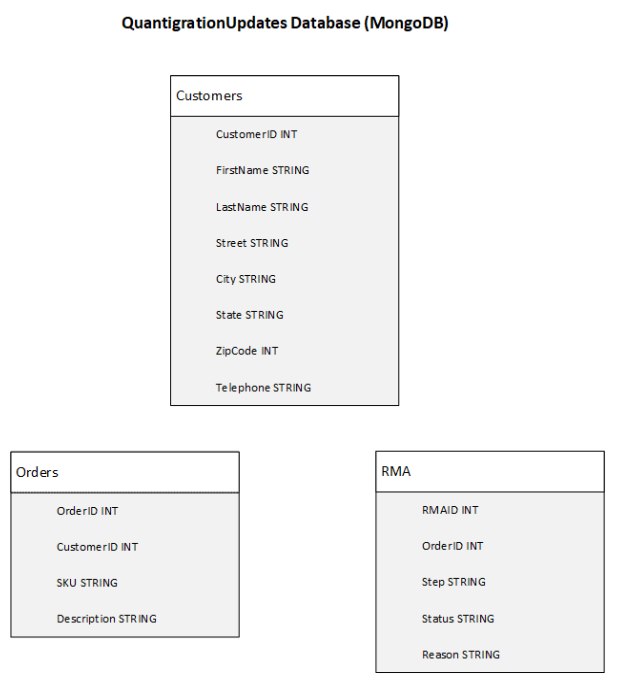 QuantigrationUpdates Database (MongoDB)
Customers
CustomerID INT
FirstName STRING
LastName STRING
Street STRING
City STRING
State STRING
ZipCode INT
Telephone STRING
Orders
OrderID INT
CustomerID INT
SKU STRING
Description STRING
RMA
RMAID INT
OrderID INT
Step STRING
Status STRING
Reason STRING